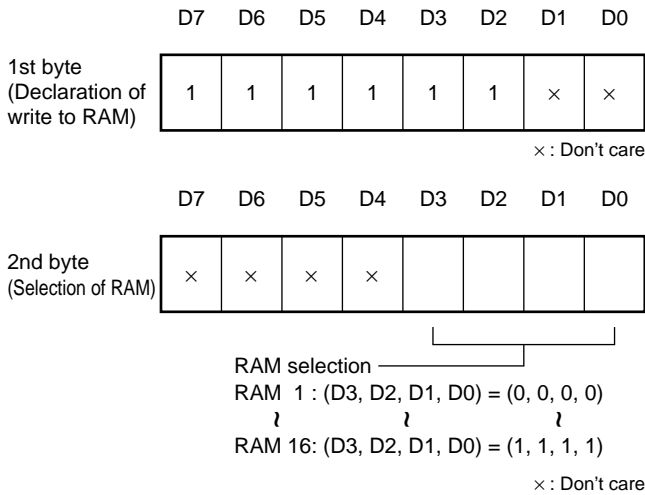 D7 D6 D5 D4 D3 D2 D1 D0
1st byte
(Declaration of
write to RAM)
1 1 1 1 1 1 × ×
× : Don't care
D7 D6 D5 D4 D3 D2 D1 D0
2nd byte
(Selection of RAM)
× × × ×
RAM selection
RAM 1 : (D3, D2, D1, D0) = (0, 0, 0, 0)
~ ~ ~
RAM 16: (D3, D2, D1, D0) = (1, 1, 1, 1)
× : Don't care